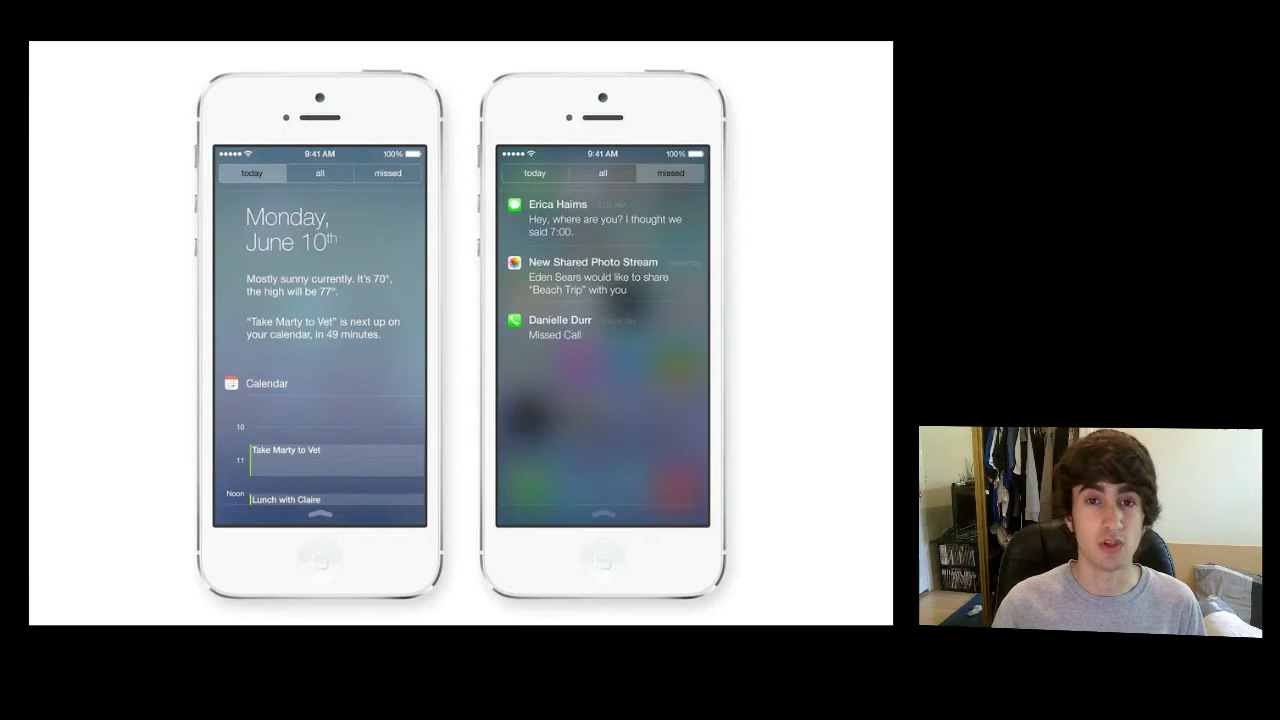 9:41 AM
100%
today
all
missed
Monday,
June 10th
Mostly sunny currently. It's 70°,
the high will be 77°.
“Take Marty to Vet” is next up on
your calendar, in 49 minutes.
Calendar
10
Take Marty to Vet
11
Noon
Lunch with Claire
9:41 AM
100%
today
all
missed
Erica Haims
Hey, where are you? I thought we
said 7:00.
New Shared Photo Stream
Yesterday
Eden Sears would like to share
“Beach Trip” with you
Danielle Durr
Yesterday
Missed Call